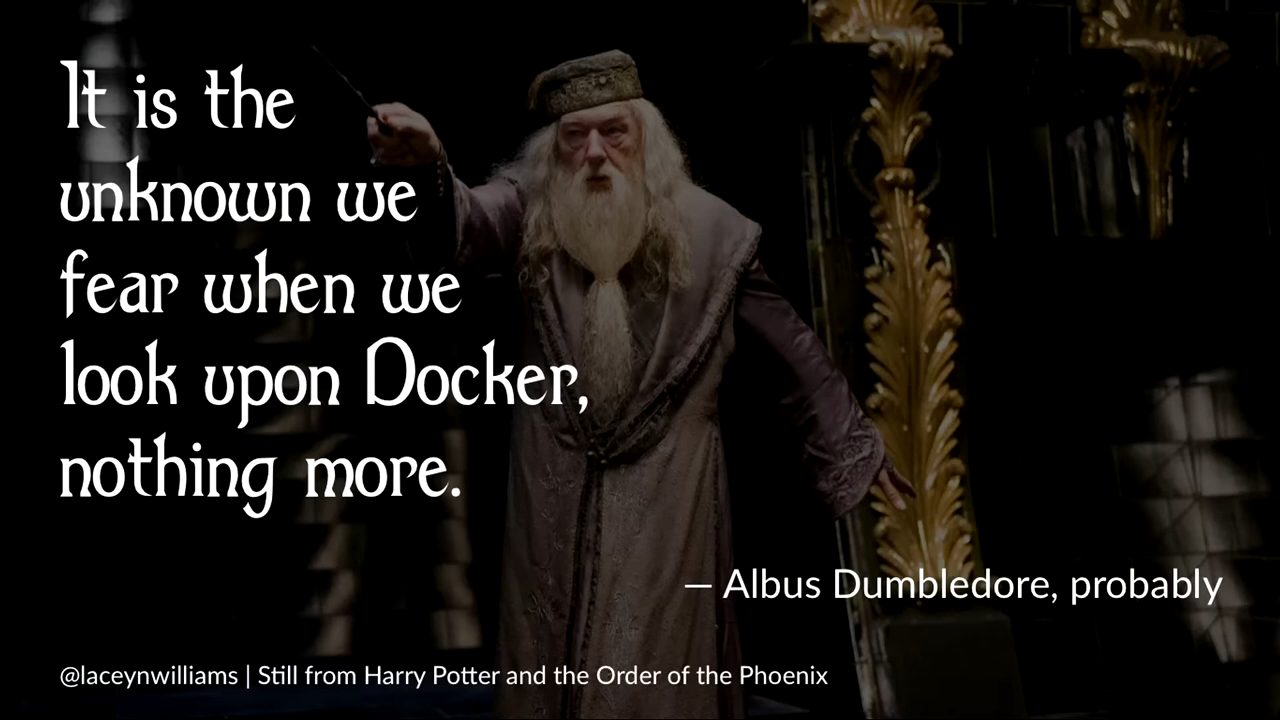 It is the
unknown we
fear when we
look upon Docker,
nothing more.
— Albus Dumbledore, probably
@laceynwilliams | Still from Harry Potter and the Order of the Phoenix